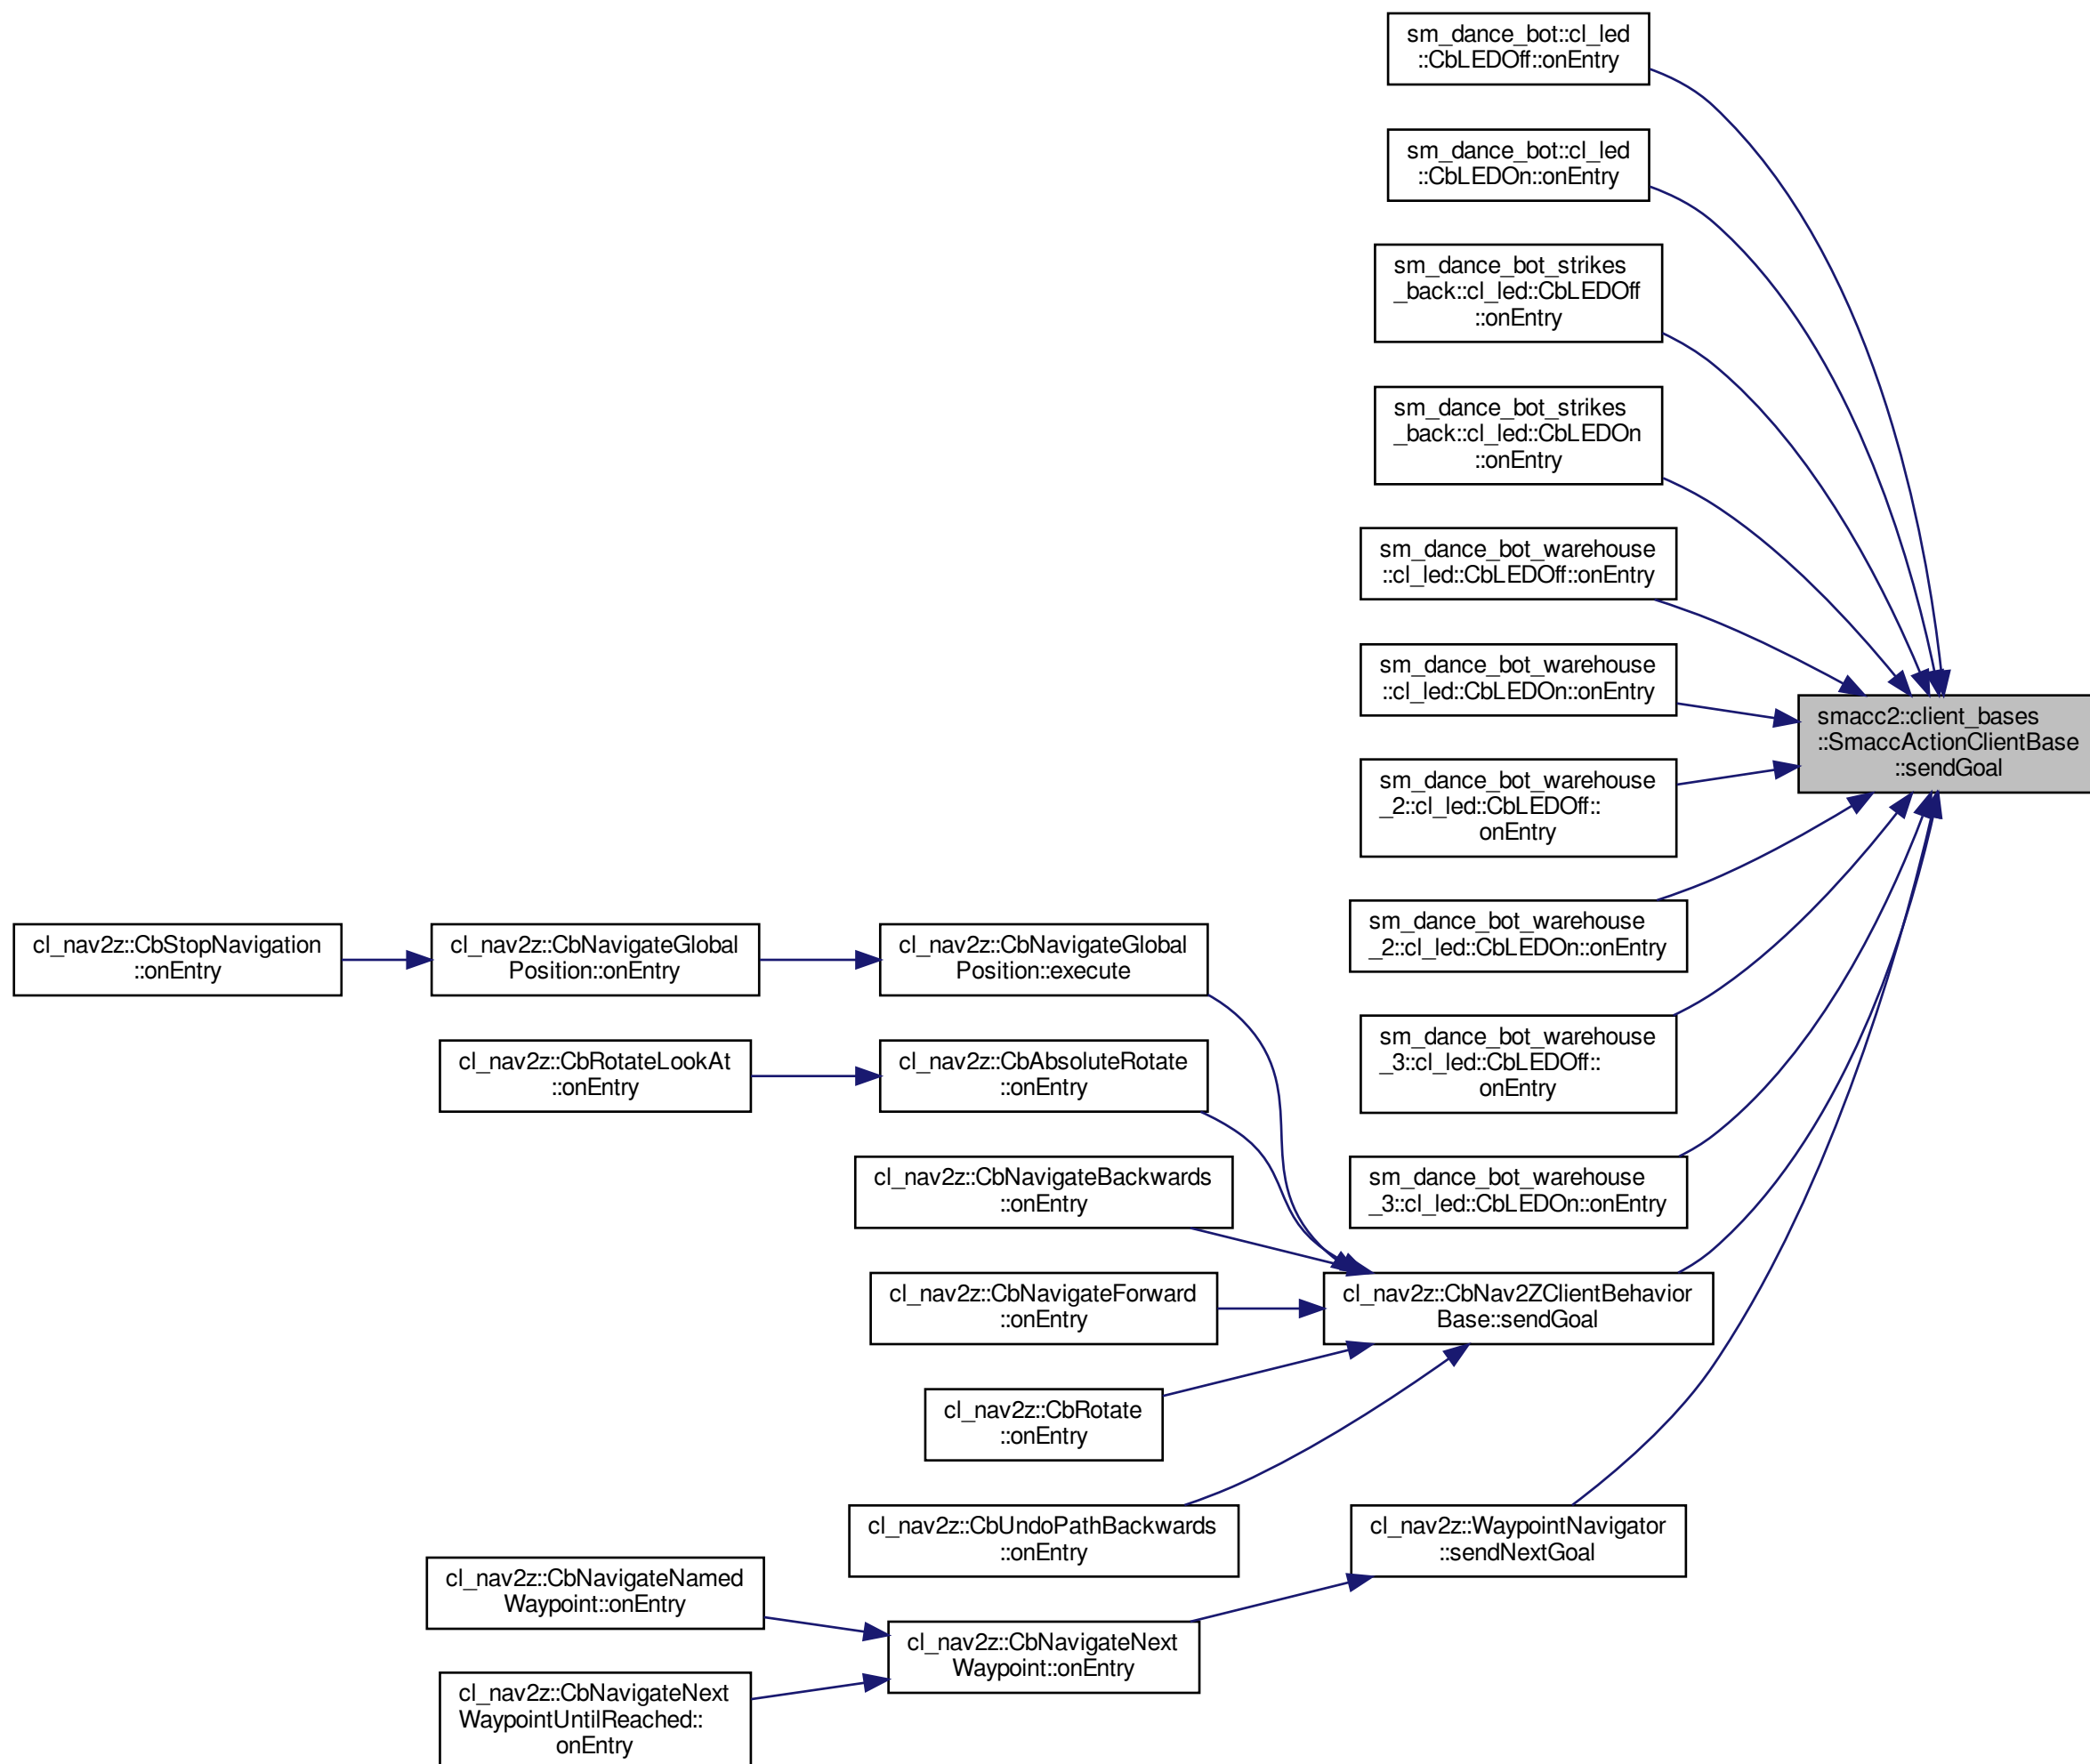 sm_dance_bot::cl_led
::CbLEDOff::onEntry
sm_dance_bot::cl_led
::CbLEDOn::onEntry
sm_dance_bot_strikes
_back::cl_led::CbLEDOff
::onEntry
sm_dance_bot_strikes
_back::cl_led::CbLEDOn
::onEntry
sm_dance_bot_warehouse
::cl_led::CbLEDOff::onEntry
sm_dance_bot_warehouse
::cl_led::CbLEDOn::onEntry
smacc2::client_bases
::SmaccActionClientBase
::sendGoal
sm_dance_bot_warehouse
_2::cl_led::CbLEDOff::
onEntry
sm_dance_bot_warehouse
_2::cl_led::CbLEDOn::onEntry
cl_nav2z::CbStopNavigation
::onEntry
cl_nav2z::CbNavigateGlobal
Position::onEntry
cl_nav2z::CbNavigateGlobal
Position::execute
sm_dance_bot_warehouse
_3::cl_led::CbLEDOff::
onEntry
cl_nav2z::CbRotateLookAt
::onEntry
cl_nav2z::CbAbsoluteRotate
::onEntry
cl_nav2z::CbNavigateBackwards
::onEntry
sm_dance_bot_warehouse
_3::cl_led::CbLEDOn::onEntry
cl_nav2z::CbNavigateForward
::onEntry
cl_nav2z::CbNav2ZClientBehavior
Base::sendGoal
cl_nav2z::CbRotate
::onEntry
cl_nav2z::CbUndoPathBackwards
::onEntry
cl_nav2z::WaypointNavigator
::sendNextGoal
cl_nav2z::CbNavigateNamed
Waypoint::onEntry
cl_nav2z::CbNavigateNext
Waypoint::onEntry
cl_nav2z::CbNavigateNext
WaypointUntilReached::
onEntry